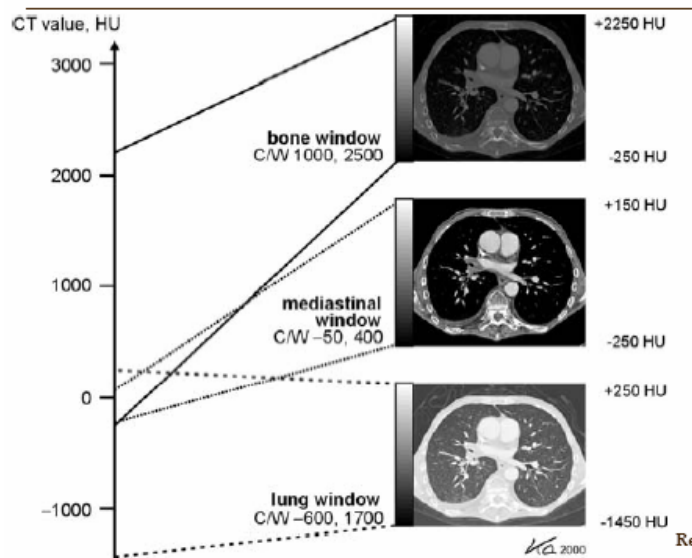 CT value, HU
3000
2000
1000
0
−1000
bone window
C/W 1000, 2500
mediastinal
window
C/W −50, 400
lung window
C/W −600, 1700
+2250 HU
-250 HU
+150 HU
-250 HU
+250 HU
-1450 HU
2000
Re